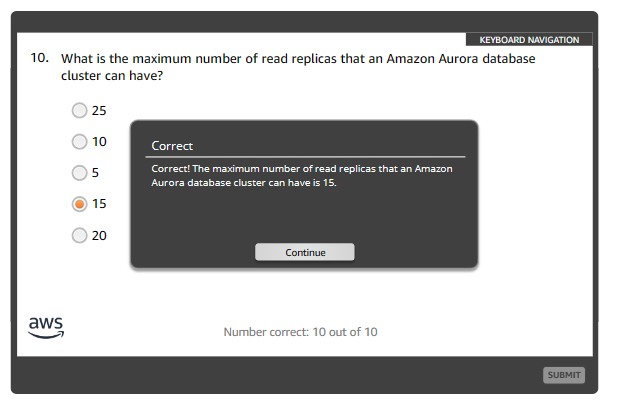 KEYBOARD NAVIGATION
10. What is the maximum number of read replicas that an Amazon Aurora database
cluster can have?
25
10
5
15
20
Correct
Correct! The maximum number of read replicas that an Amazon
Aurora database cluster can have is 15.
Continue
aws
Number correct: 10 out of 10
SUBMIT